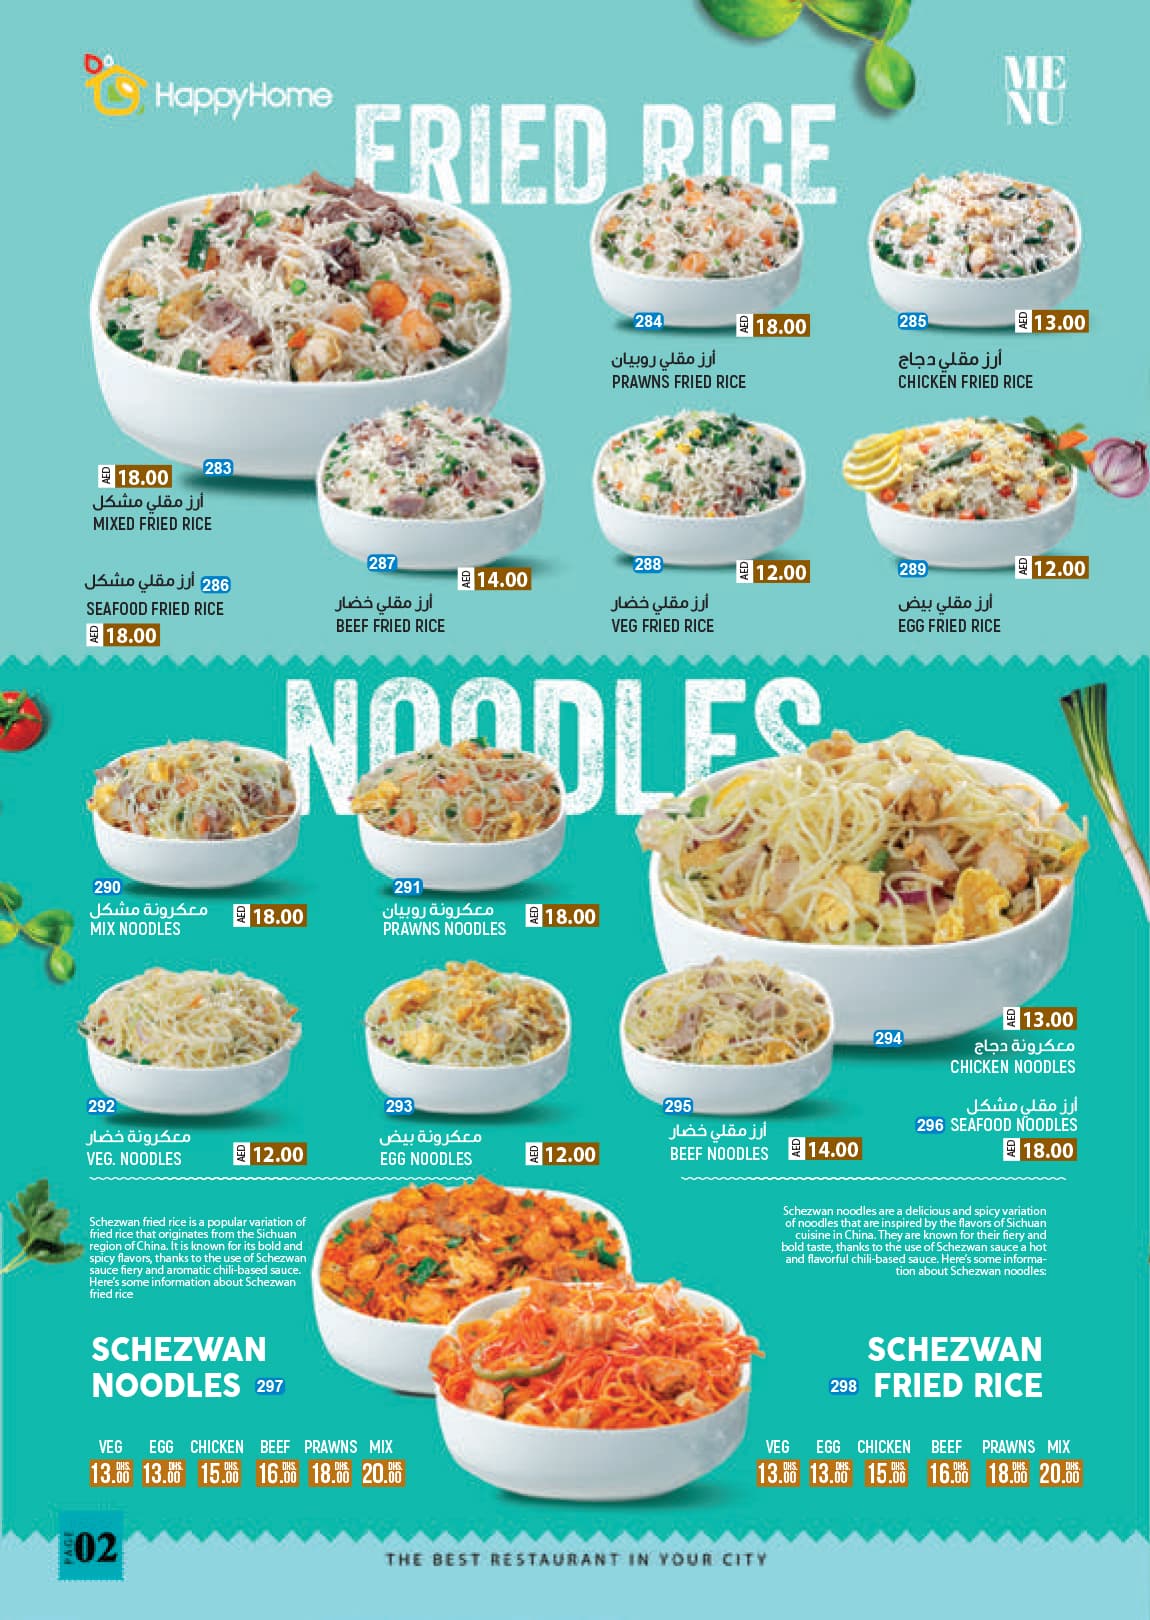 HappyHome
FRIED RICE
ME
NU
284
AED 18.00
أرز مقلي روبيان
PRAWNS FRIED RICE
285
AED 13.00
أرز مقلي دجاج
CHICKEN FRIED RICE
283
AED 18.00
أرز مقلي مشكل
MIXED FRIED RICE
أرز مقلي مشكل 286
SEAFOOD FRIED RICE
AED 18.00
287
AED 14.00
أرز مقلي خضار
BEEF FRIED RICE
288
AED 12.00
أرز مقلي خضار
VEG FRIED RICE
289
AED 12.00
أرز مقلي بيض
EGG FRIED RICE
NOODLES
290
معكرونة مشكل
MIX NOODLES
AED 18.00
291
معكرونة روبيان
PRAWNS NOODLES
AED 18.00
292
معكرونة خضار
VEG. NOODLES
AED 12.00
293
معكرونة بيض
EGG NOODLES
AED 12.00
294
AED 13.00
معكرونة دجاج
CHICKEN NOODLES
295
أرز مقلي خضار
BEEF NOODLES
AED 14.00
أرز مقلي مشكل
296 SEAFOOD NOODLES
AED 18.00
Schezwan fried rice is a popular variation of
fried rice that originates from the Sichuan
region of China. It is known for its bold and
spicy flavors, thanks to the use of Schezwan
sauce fiery and aromatic chili-based sauce.
Here's some information about Schezwan
fried rice
Schezwan noodles are a delicious and spicy variation
of noodles that are inspired by the flavors of Sichuan
cuisine in China. They are known for their fiery and
bold taste, thanks to the use of Schezwan sauce a hot
and flavorful chili-based sauce. Here's some informa-
tion about Schezwan noodles:
SCHEZWAN
NOODLES 297
VEG EGG CHICKEN BEEF PRAWNS MIX
13.00 DHS. 13.00 DHS. 15.00 DHS. 16.00 DHS. 18.00 DHS. 20.00 DHS.
SCHEZWAN
298 FRIED RICE
VEG EGG CHICKEN BEEF PRAWNS MIX
13.00 DHS. 13.00 DHS. 15.00 DHS. 16.00 DHS. 18.00 DHS. 20.00 DHS.
PAGE 02
THE BEST RESTAURANT IN YOUR CITY